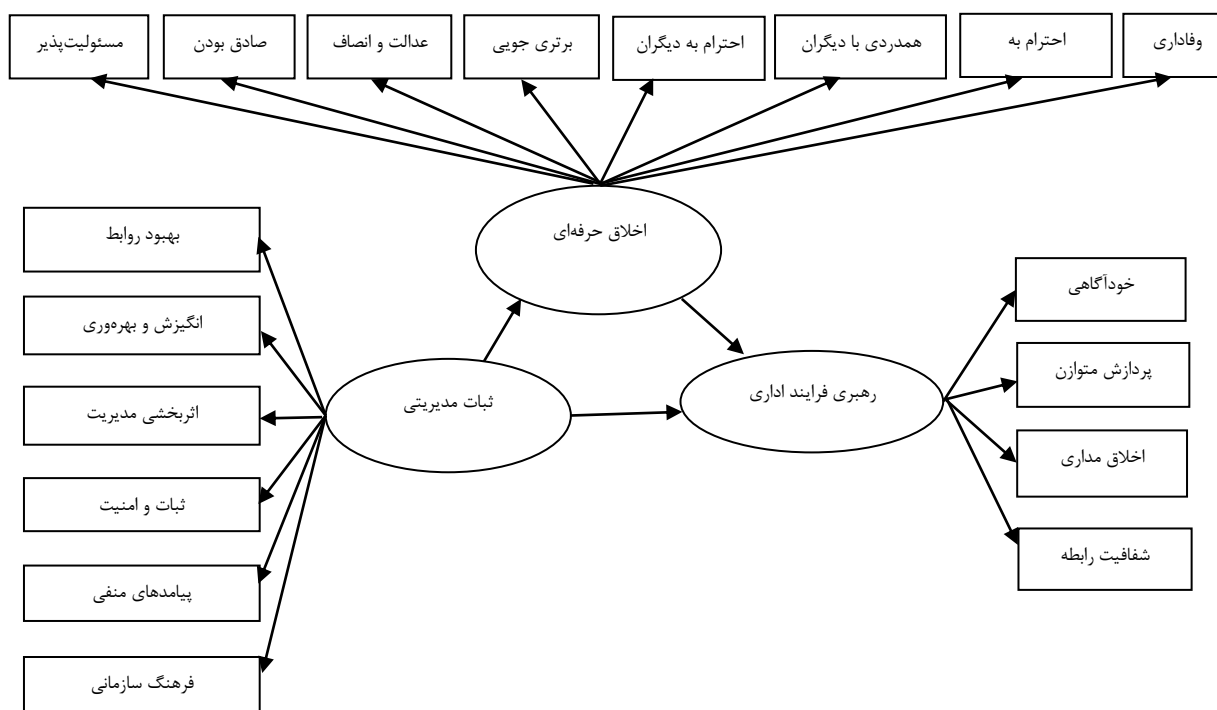 وفاداری
احترام به
همدردی با دیگران
احترام به دیگران
برتری جویی
عدالت و انصاف
صادق بودن
مسئولیت‌پذیر
اخلاق حرفه‌ای
بهبود روابط
انگیزش و بهره‌وری
اثربخشی مدیریت
ثبات و امنیت
پیامدهای منفی
فرهنگ سازمانی
ثبات مدیریتی
رهبری فرایند اداری
خودآگاهی
پردازش متوازن
اخلاق مداری
شفافیت رابطه